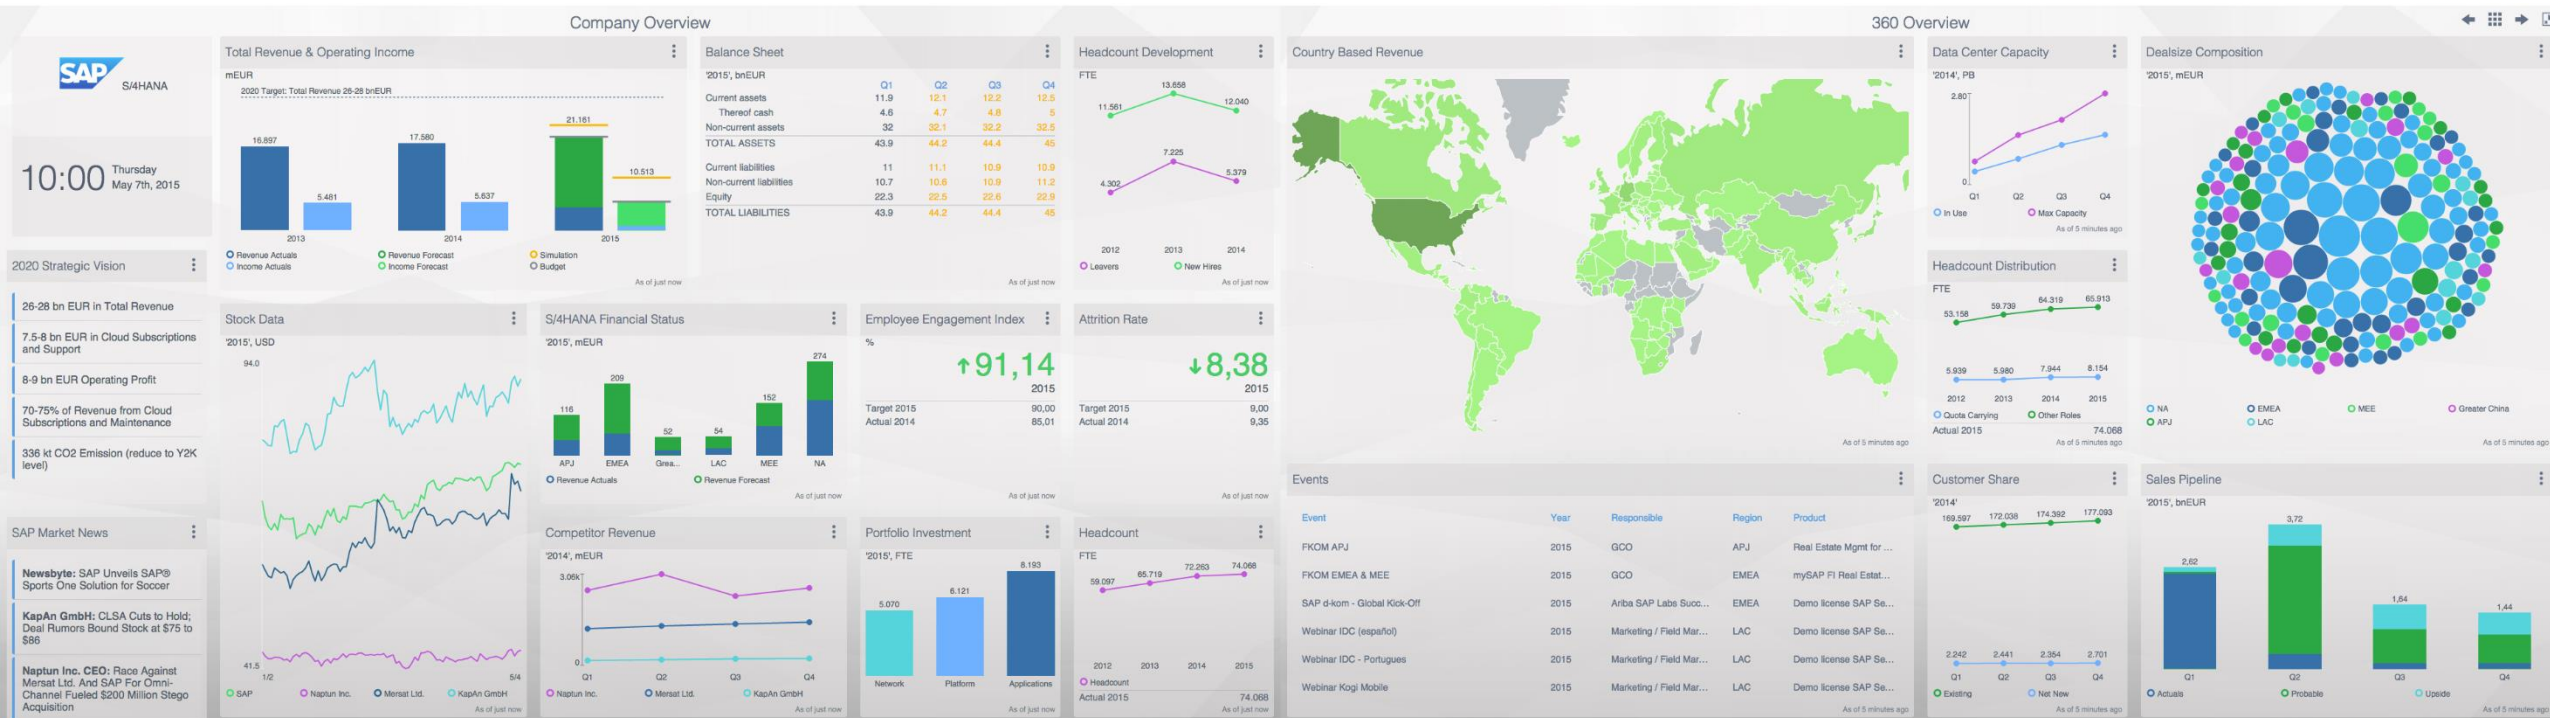 Company Overview
360 Overview
SAP
S/4HANA
10:00
Thursday
May 7th, 2015
2020 Strategic Vision
26-28 bn EUR in Total Revenue
7.5-8 bn EUR in Cloud Subscriptions
and Support
8-9 bn EUR Operating Profit
70-75% of Revenue from Cloud
Subscriptions and Maintenance
336 kt CO2 Emission (reduce to Y2K
level)
SAP Market News
Newsbyte: SAP Unveils SAP®
Sports One Solution for Soccer
KapAn GmbH: CLSA Cuts to Hold;
Deal Rumors Bound Stock at $75 to
$86
Naptun Inc. CEO: Race Against
Mersat Ltd. And SAP For Omni-
Channel Fueled $200 Million Stego
Acquisition
Total Revenue & Operating Income
mEUR
2020 Target: Total Revenue 26-28 bnEUR
21.161
16.897
17.560
10.513
5.481
5.637
2013 2014 2015
Revenue Actuals Revenue Forecast Simulation
Income Actuals Income Forecast Budget
As of just now
Balance Sheet
'2015', bnEUR
Q1 Q2 Q3 Q4
Current assets 11.9 12.1 12.2 12.5
Thereof cash 4.6 4.7 4.8 5
Non-current assets 32 32.1 32.2 32.5
TOTAL ASSETS 43.9 44.2 44.4 45
Current liabilities 11 11.1 10.9 10.9
Non-current liabilities 10.7 10.6 10.9 11.2
Equity 22.3 22.5 22.6 22.9
TOTAL LIABILITIES 43.9 44.2 44.4 45
As of just now
Headcount Development
FTE
11.561 13.658 12.040
4.302 7.225 5.379
2012 2013 2014
Leavers New Hires
As of just now
Stock Data
'2015', USD
94.0
41.5
1/2 5/4
SAP Naptun Inc. Mersat Ltd. KapAn GmbH
As of just now
S/4HANA Financial Status
'2015', mEUR
116 209 52 54 152 274
APJ EMEA Grea... LAC MEE NA
Revenue Actuals Revenue Forecast
As of just now
Employee Engagement Index
%
↑91,14
2015
Target 2015 90,00
Actual 2014 85,01
As of just now
Attrition Rate
↓8,38
2015
Target 2015 9,00
Actual 2014 9,35
As of just now
Competitor Revenue
'2014', mEUR
3.06k
0
Q1 Q2 Q3 Q4
Naptun Inc. Mersat Ltd. KapAn GmbH
As of just now
Portfolio Investment
'2015', FTE
5.070 6.121 8.193
Network Platform Applications
As of just now
Headcount
FTE
59.097 65.719 72.263 74.068
2012 2013 2014 2015
Headcount
Actual 2015 74.068
As of just now
Country Based Revenue
As of 5 minutes ago
Events
Event Year Responsible Region Product
FKOM APJ 2015 GCO APJ Real Estate Mgmt for ...
FKOM EMEA & MEE 2015 GCO EMEA mySAP FI Real Estat...
SAP d-kom - Global Kick-Off 2015 Ariba SAP Labs Succ... EMEA Demo license SAP Se...
Webinar IDC (español) 2015 Marketing / Field Mar... LAC Demo license SAP Se...
Webinar IDC - Portugues 2015 Marketing / Field Mar... LAC Demo license SAP Se...
Webinar Kogi Mobile 2015 Marketing / Field Mar... LAC Demo license SAP Se...
As of 5 minutes ago
Data Center Capacity
'2014', PB
2.80
0
Q1 Q2 Q3 Q4
In Use Max Capacity
As of 5 minutes ago
Headcount Distribution
FTE
53.158 59.739 64.319 65.913
5.939 5.980 7.944 8.154
2012 2013 2014 2015
Quota Carrying Other Roles
Actual 2015 74.068
As of 5 minutes ago
Customer Share
'2014'
169.597 172.038 174.392 177.093
2.242 2.441 2.354 2.701
Q1 Q2 Q3 Q4
Existing Net New
As of 5 minutes ago
Dealsize Composition
'2015', mEUR
NA EMEA MEE Greater China
APJ LAC
As of 5 minutes ago
Sales Pipeline
'2015', bnEUR
2,62 3,72 1,64 1,44
Q1 Q2 Q3 Q4
Actuals Probable Upside
As of 5 minutes ago